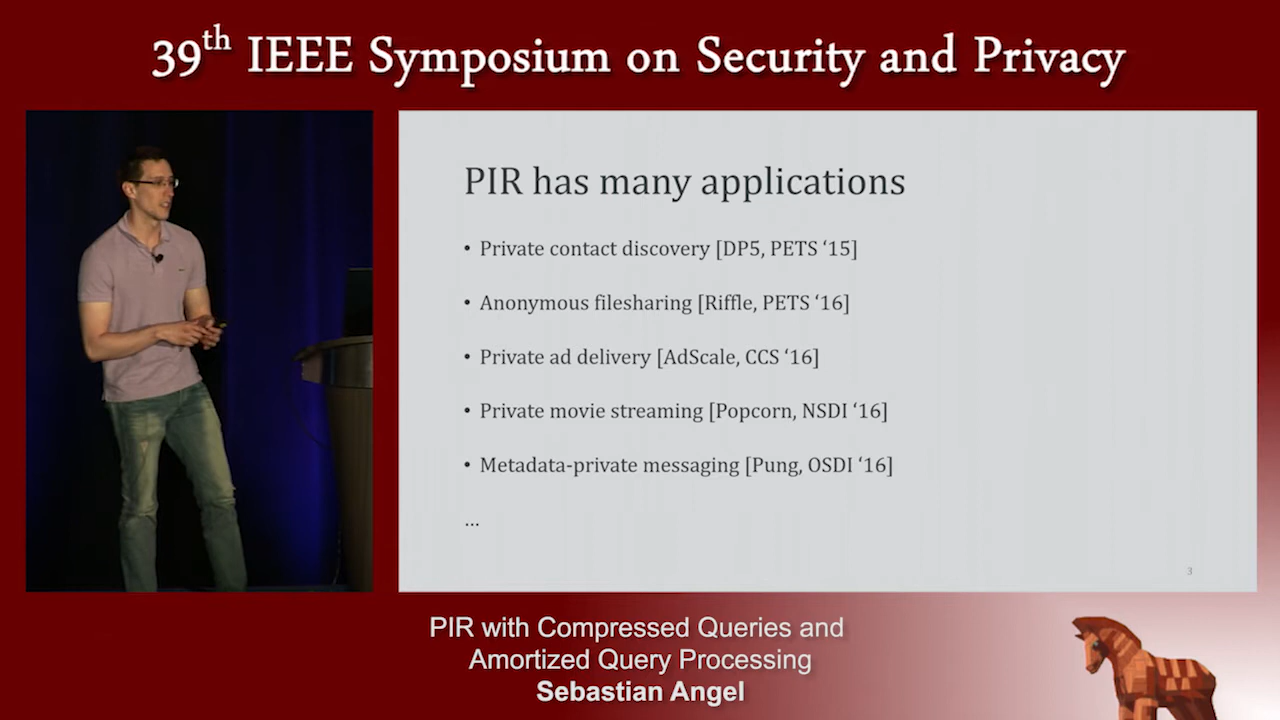 39th IEEE Symposium on Security and Privacy
PIR has many applications
• Private contact discovery [DP5, PETS ‘15]
• Anonymous filesharing [Riffle, PETS ‘16]
• Private ad delivery [AdScale, CCS ‘16]
• Private movie streaming [Popcorn, NSDI ‘16]
• Metadata-private messaging [Pung, OSDI ‘16]
...
3
PIR with Compressed Queries and
Amortized Query Processing
Sebastian Angel